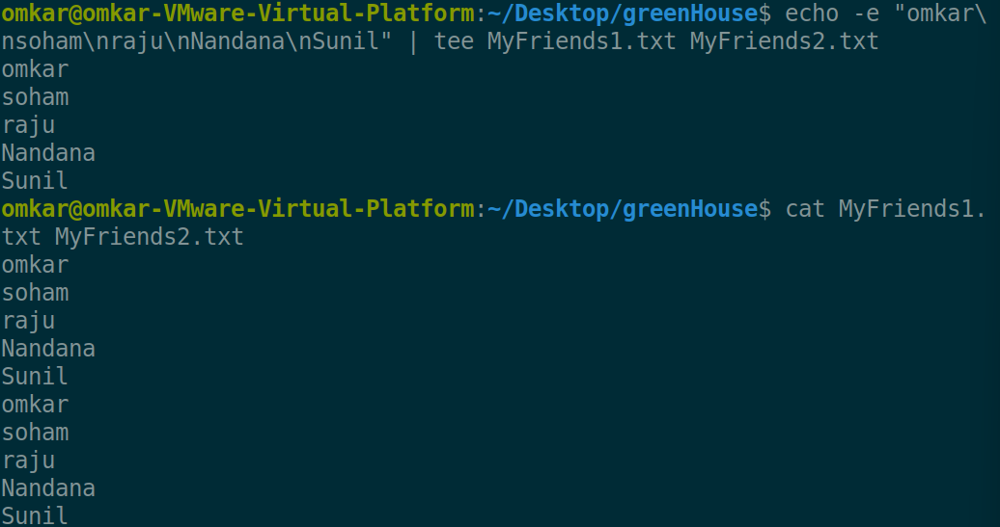 omkar@omkar-VMware-Virtual-Platform:~/Desktop/greenHouse$ echo -e "omkar\
nsoham\nraju\nNandana\nSunil" | tee MyFriends1.txt MyFriends2.txt
omkar
soham
raju
Nandana
Sunil
omkar@omkar-VMware-Virtual-Platform:~/Desktop/greenHouse$ cat MyFriends1.
txt MyFriends2.txt
omkar
soham
raju
Nandana
Sunil
omkar
soham
raju
Nandana
Sunil